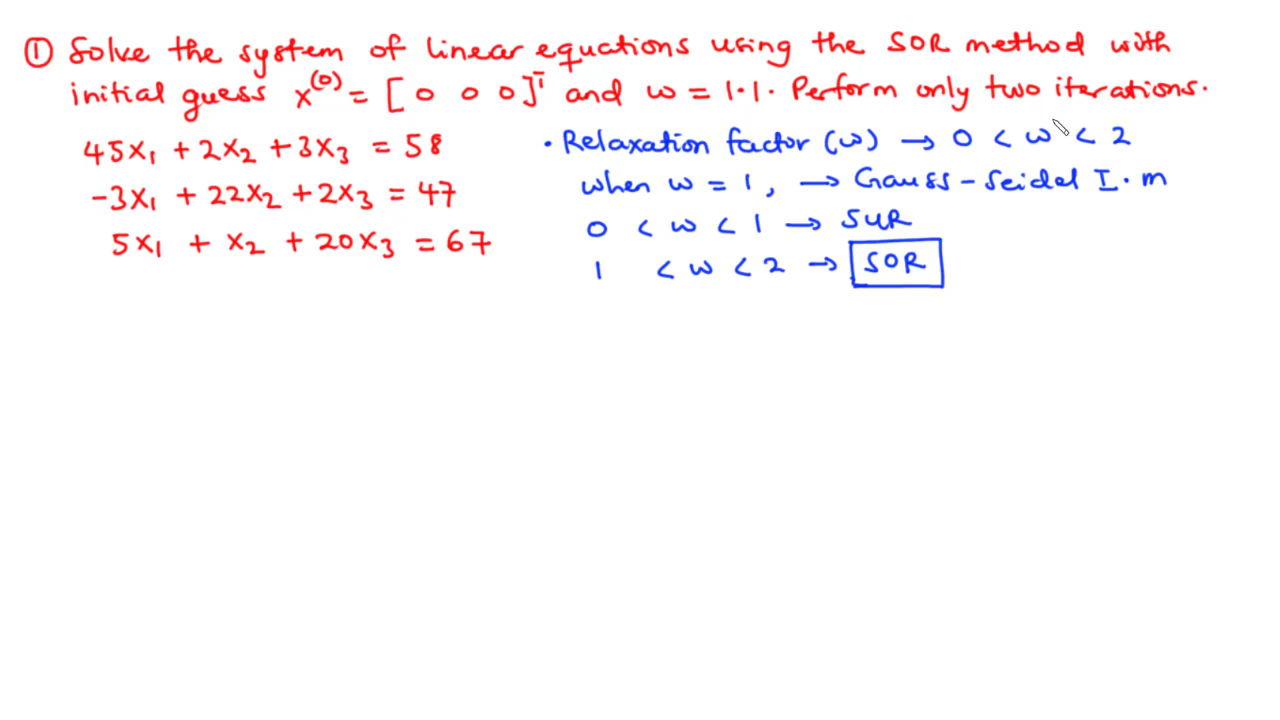 ① Solve the system of linear equations using the SOR method with
initial guess x^(0) = [ 0 0 0 ]^T and w = 1.1. Perform only two iterations.
45x₁ + 2x₂ + 3x₃ = 58
-3x₁ + 22x₂ + 2x₃ = 47
5x₁ + x₂ + 20x₃ = 67
• Relaxation factor (w) → 0 < w < 2
when w = 1, → Gauss-Seidel I.m
0 < w < 1 → SUR
1 < w < 2 → SOR